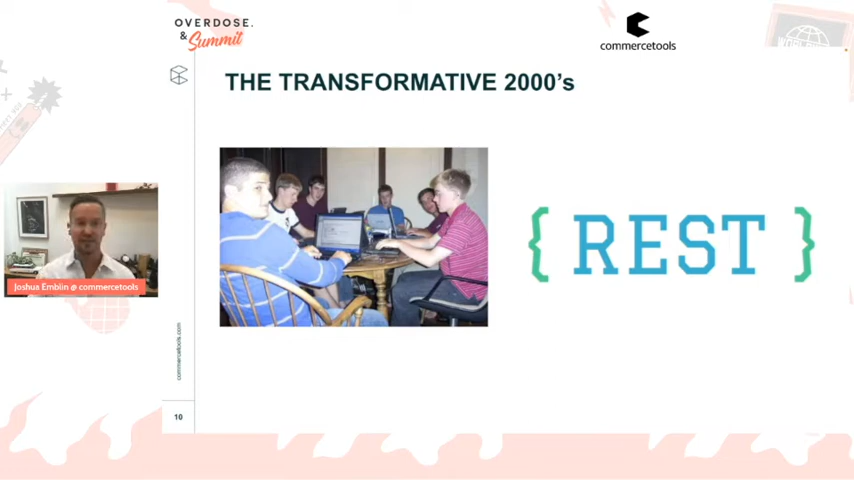 OVERDOSE.
& Summit
commercetools
THE TRANSFORMATIVE 2000's
{ REST }
Joshua Emblin @ commercetools
commercetools.com
10